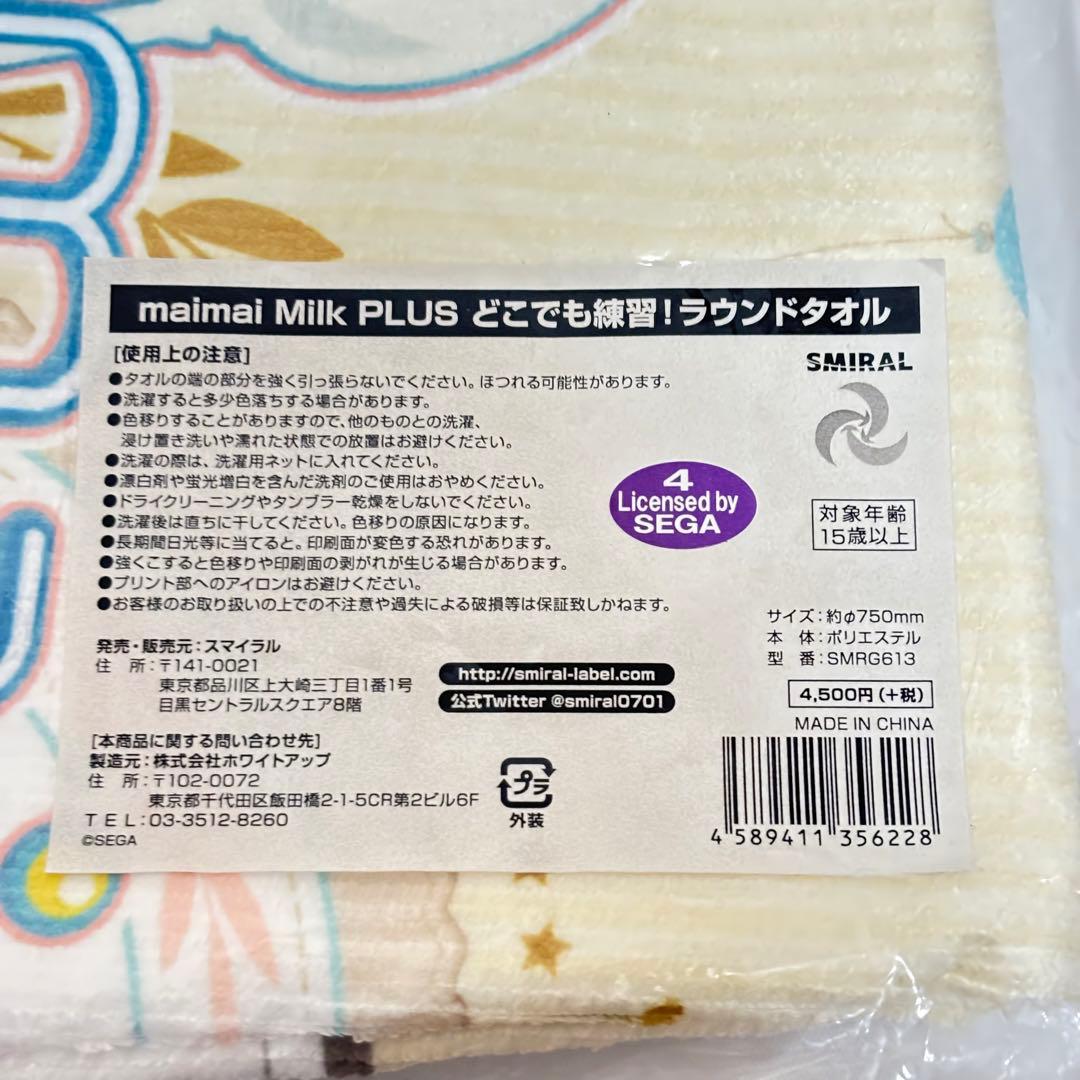 maimai Milk PLUS どこでも練習！ラウンドタオル
[使用上の注意]
●タオルの端の部分を強く引っ張らないでください。ほつれる可能性があります。
●洗濯すると多少色落ちする場合があります。
●色移りすることがありますので、他のものとの洗濯、
浸け置き洗いや濡れた状態での放置はお避けください。
●洗濯の際は、洗濯用ネットに入れてください。
●漂白剤や蛍光増白を含んだ洗剤のご使用はおやめください。
●ドライクリーニングやタンブラー乾燥をしないでください。
●洗濯後は直ちに干してください。色移りの原因になります。
●長期間日光等に当てると。印刷面が変色する恐れがあります。
●強くこすると色移りや印刷面の剥がれが生じる場合があります。
●プリント部へのアイロンはお避けください。
●お客様のお取り扱いの上での不注意や過失による破損等は保証致しかねます。
SMIRAL
4
Licensed by
SEGA
対象年齢
15歳以上
発売・販売元：スマイラル
住　所：〒141-0021
東京都品川区上大崎三丁目1番1号
目黒セントラルスクエア8階
http://smiral-label.com
公式Twitter @smiral0701
サイズ：約φ750mm
本　体：ポリエステル
型　番：SMRG613
4,500円（+税）
MADE IN CHINA
[本商品に関する問い合わせ先]
製造元：株式会社ホワイトアップ
住　所：〒102-0072
東京都千代田区飯田橋2-1-5CR第2ビル6F
ＴＥＬ：03-3512-8260
©SEGA
プラ
外装
4 589411 356228